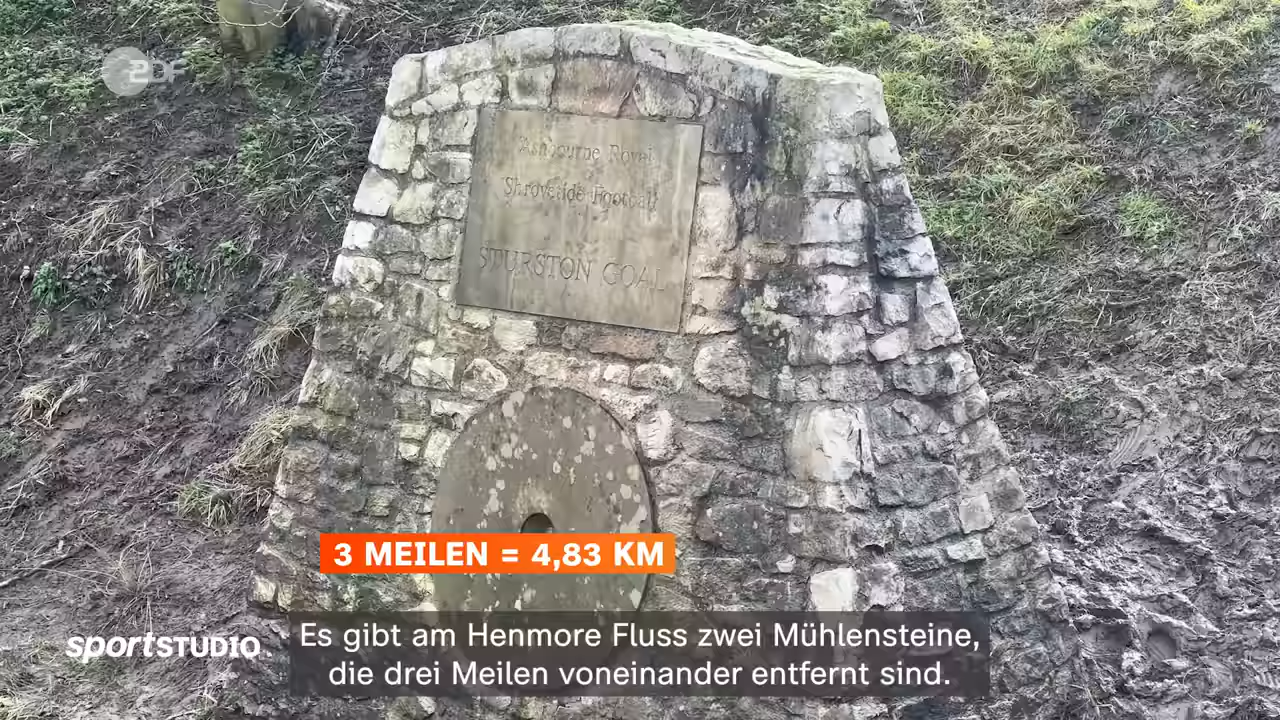 ZDF
Ashbourne Royal
Shrovetide Football
STURSTON GOAL
3 MEILEN = 4,83 KM
sportSTUDIO
Es gibt am Henmore Fluss zwei Mühlensteine,
die drei Meilen voneinander entfernt sind.